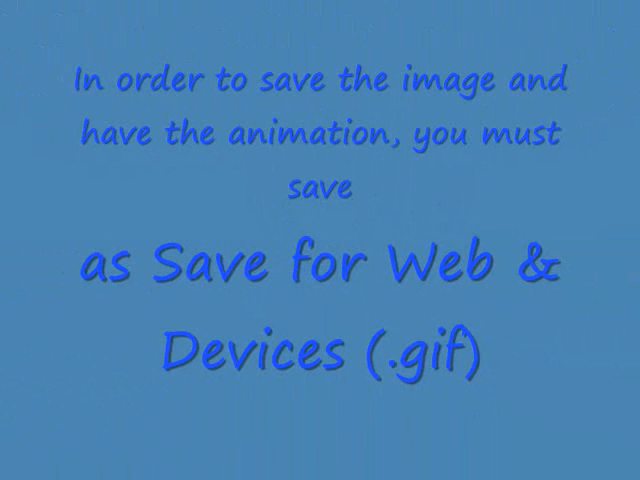 In order to save the image and
have the animation, you must
save
as Save for Web &
Devices (.gif)